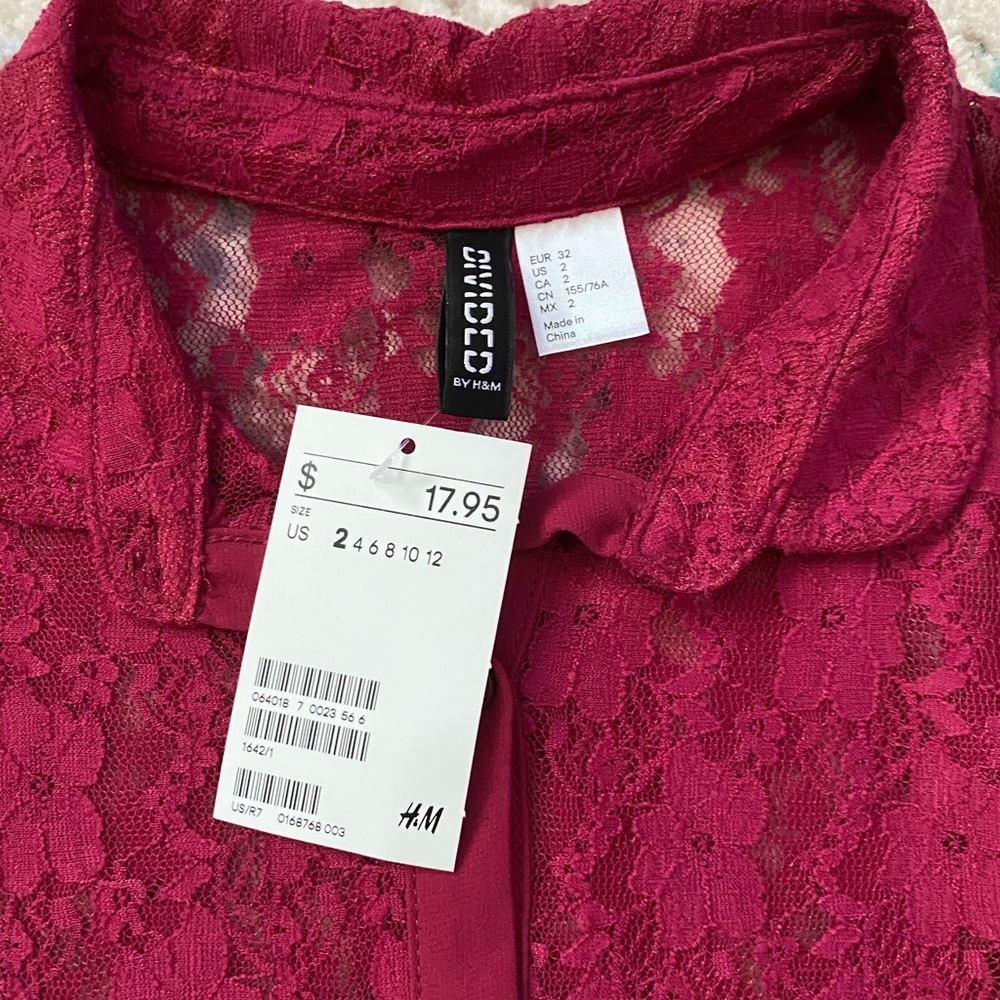 DIVIDED
BY H&M
EUR 32
US 2
CA 2
CN 155/76A
MX 2
Made in
China
$ 17.95
SIZE
US 2 4 6 8 10 12
064018 7 0023 56 6
1642/1
US/R7 0168768 003
H&M